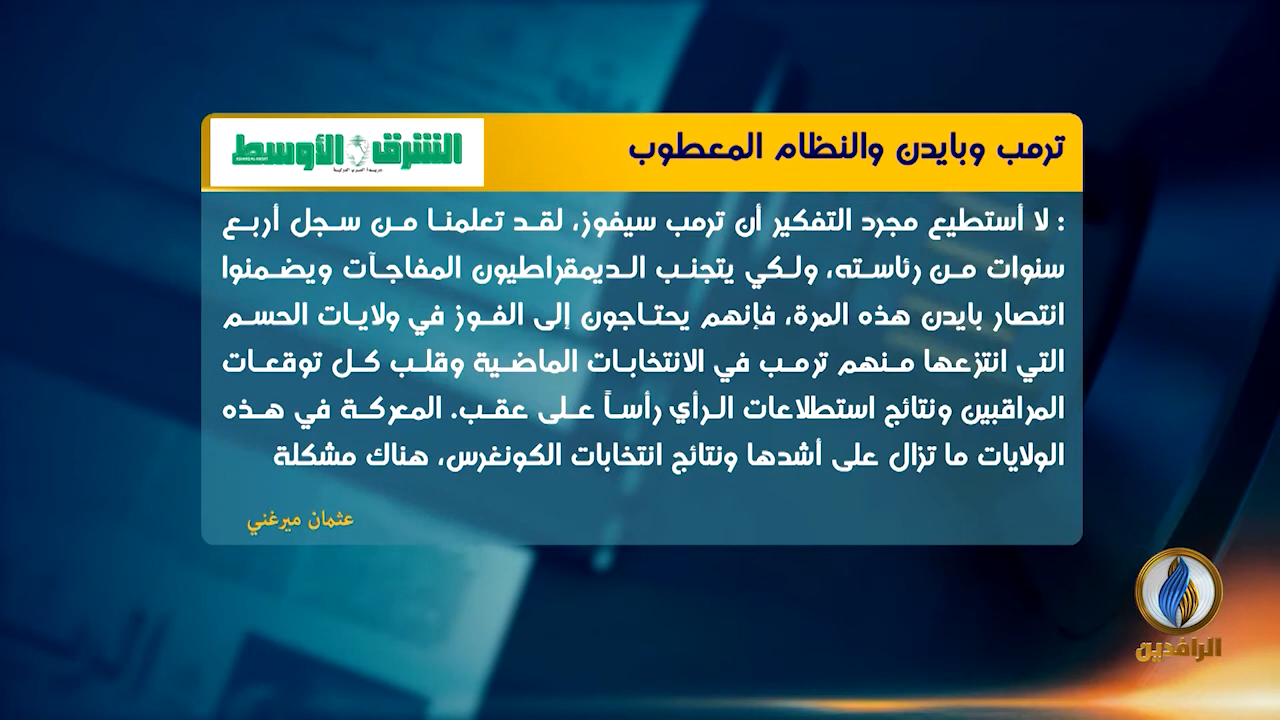 ترمب وبايدن والنظام المعطوب
الشرق الأوسط
جريدة العرب الدولية
: لا أستطيع مجرد التفكير أن ترمب سيفوز، لقد تعلمنا من سجل أربع
سنوات من رئاسته، ولكي يتجنب الديمقراطيون المفاجآت ويضمنوا
انتصار بايدن هذه المرة، فإنهم يحتاجون إلى الفوز في ولايات الحسم
التي انتزعها منهم ترمب في الانتخابات الماضية وقلب كل توقعات
المراقبين ونتائج استطلاعات الرأي رأساً على عقب. المعركة في هذه
الولايات ما تزال على أشدها ونتائج انتخابات الكونغرس، هناك مشكلة
عثمان ميرغني
الرافدين